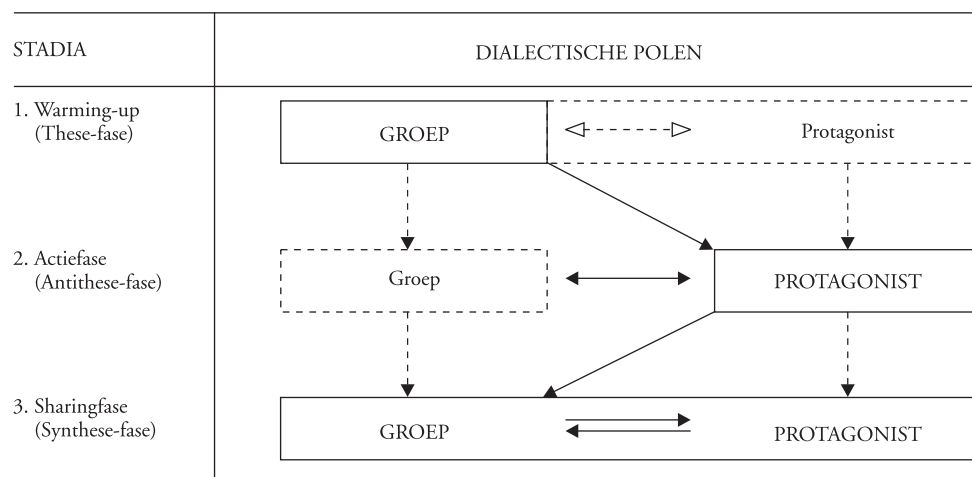 STADIA
DIALECTISCHE POLEN
1. Warming-up
(These-fase)
GROEP
Protagonist
2. Actiefase
(Antithese-fase)
Groep
PROTAGONIST
3. Sharingfase
(Synthese-fase)
GROEP
PROTAGONIST